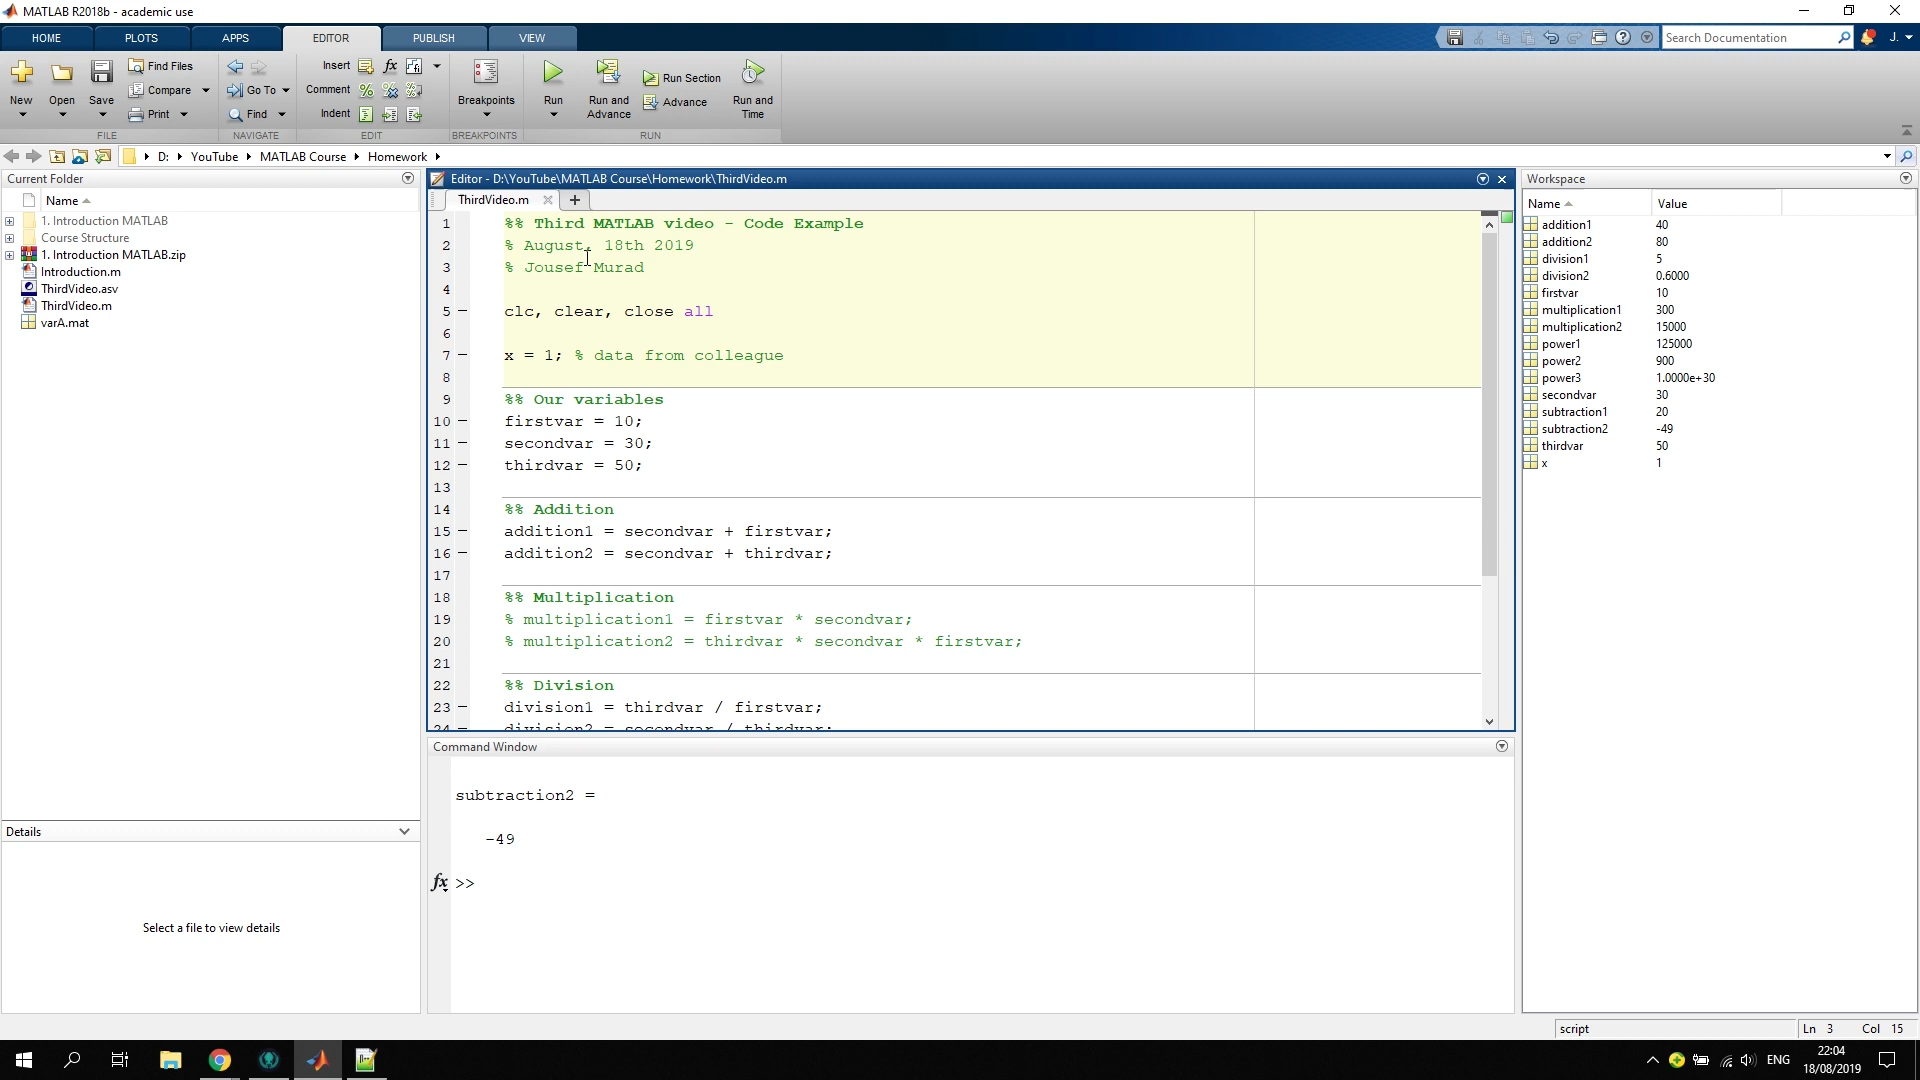 MATLAB R2018b - academic use
HOME PLOTS APPS EDITOR PUBLISH VIEW
Search Documentation
J.
New
Open
Save
Find Files
Compare
Print
FILE
Go To
Find
NAVIGATE
Insert
Comment
Indent
EDIT
Breakpoints
BREAKPOINTS
Run
Run and Advance
Run Section
Advance
Run and Time
RUN
D: YouTube MATLAB Course Homework
Current Folder
Name
1. Introduction MATLAB
Course Structure
1. Introduction MATLAB.zip
Introduction.m
ThirdVideo.asv
ThirdVideo.m
varA.mat
Details
Select a file to view details
Editor - D:\YouTube\MATLAB Course\Homework\ThirdVideo.m
ThirdVideo.m
1 %% Third MATLAB video - Code Example
2 % August, 18th 2019
3 % Jousef Murad
4
5 clc, clear, close all
6
7 x = 1; % data from colleague
8
9 %% Our variables
10 firstvar = 10;
11 secondvar = 30;
12 thirdvar = 50;
13
14 %% Addition
15 addition1 = secondvar + firstvar;
16 addition2 = secondvar + thirdvar;
17
18 %% Multiplication
19 % multiplication1 = firstvar * secondvar;
20 % multiplication2 = thirdvar * secondvar * firstvar;
21
22 %% Division
23 division1 = thirdvar / firstvar;
24 division2 = secondvar / thirdvar;
Command Window
subtraction2 =
-49
fx >>
Workspace
Name Value
addition1 40
addition2 80
division1 5
division2 0.6000
firstvar 10
multiplication1 300
multiplication2 15000
power1 125000
power2 900
power3 1.0000e+30
secondvar 30
subtraction1 20
subtraction2 -49
thirdvar 50
x 1
script
Ln 3 Col 15
ENG
22:04
18/08/2019